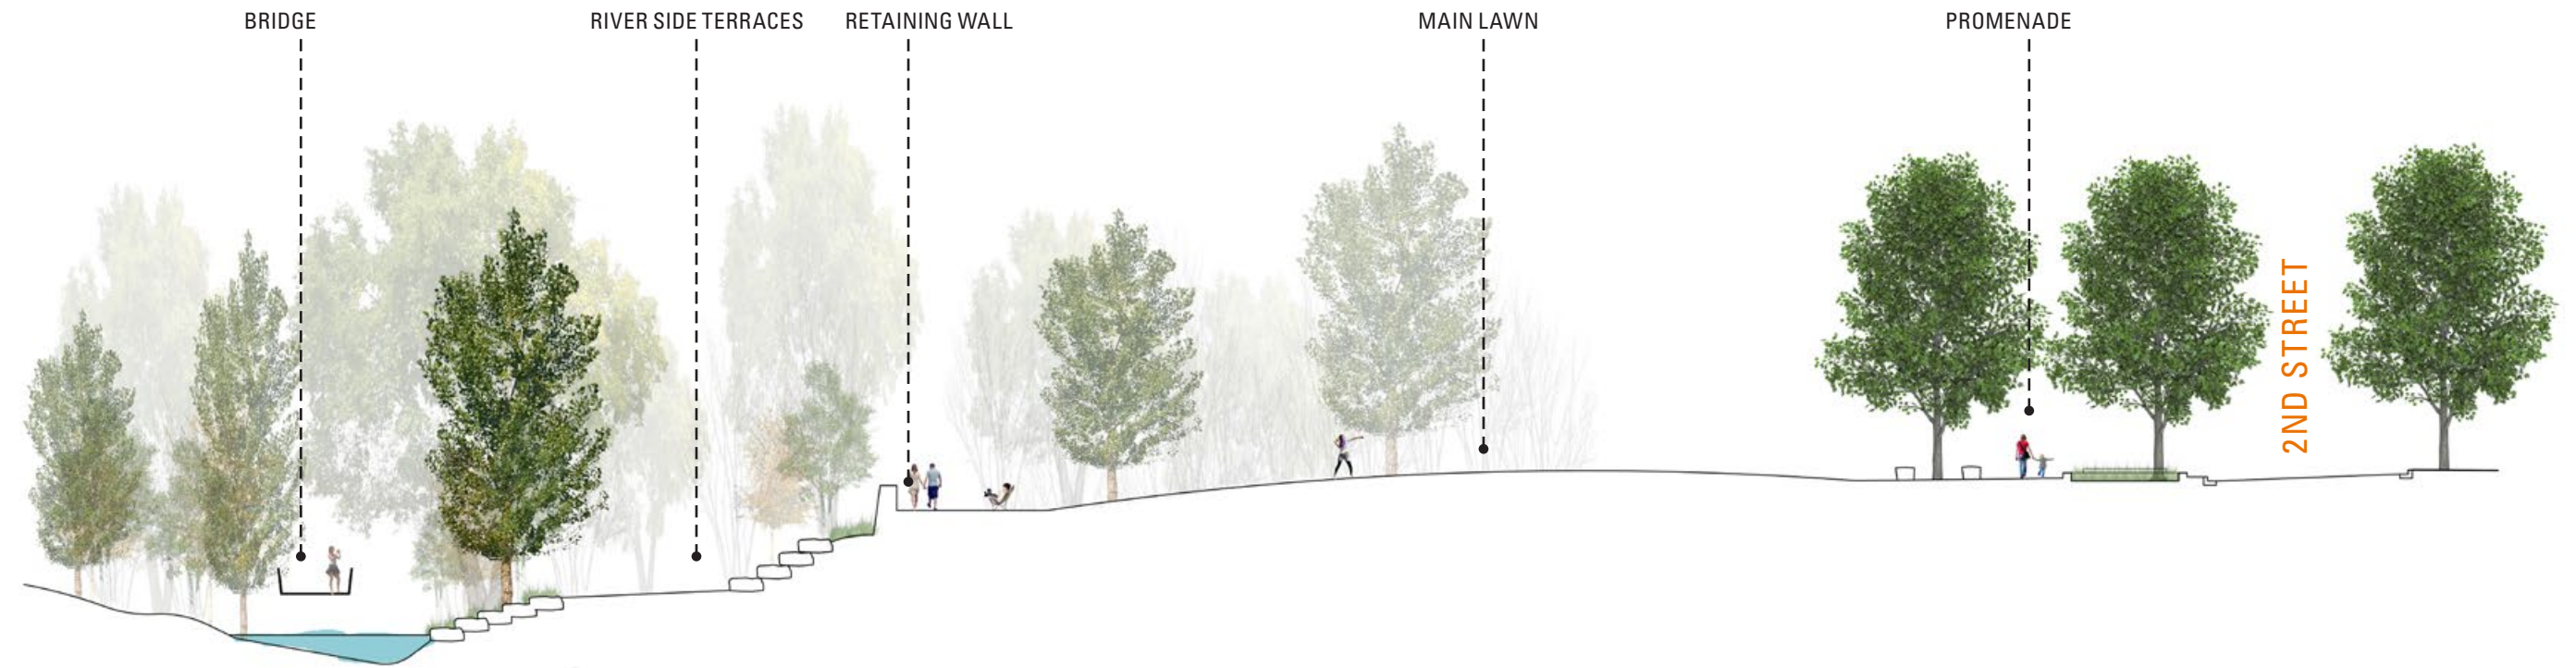 BRIDGE
RIVER SIDE TERRACES
RETAINING WALL
MAIN LAWN
PROMENADE
2ND STREET